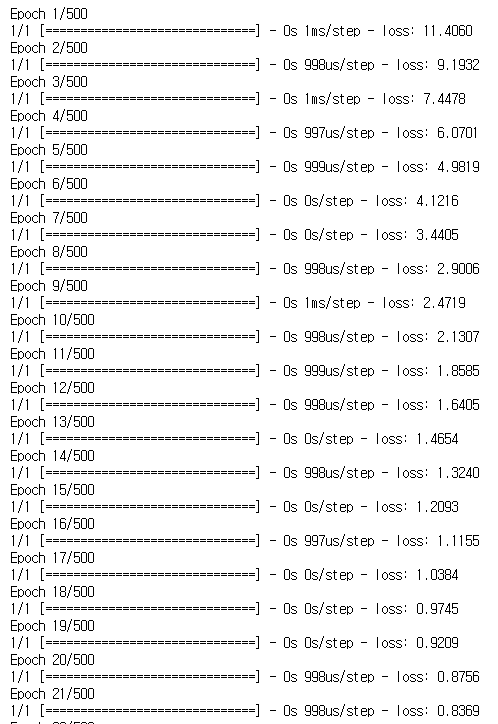 Epoch 1/500
1/1 [==============================] - 0s 1ms/step - loss: 11.4060
Epoch 2/500
1/1 [==============================] - 0s 998us/step - loss: 9.1932
Epoch 3/500
1/1 [==============================] - 0s 1ms/step - loss: 7.4478
Epoch 4/500
1/1 [==============================] - 0s 997us/step - loss: 6.0701
Epoch 5/500
1/1 [==============================] - 0s 999us/step - loss: 4.9819
Epoch 6/500
1/1 [==============================] - 0s 0s/step - loss: 4.1216
Epoch 7/500
1/1 [==============================] - 0s 0s/step - loss: 3.4405
Epoch 8/500
1/1 [==============================] - 0s 998us/step - loss: 2.9006
Epoch 9/500
1/1 [==============================] - 0s 1ms/step - loss: 2.4719
Epoch 10/500
1/1 [==============================] - 0s 998us/step - loss: 2.1307
Epoch 11/500
1/1 [==============================] - 0s 999us/step - loss: 1.8585
Epoch 12/500
1/1 [==============================] - 0s 998us/step - loss: 1.6405
Epoch 13/500
1/1 [==============================] - 0s 0s/step - loss: 1.4654
Epoch 14/500
1/1 [==============================] - 0s 998us/step - loss: 1.3240
Epoch 15/500
1/1 [==============================] - 0s 0s/step - loss: 1.2093
Epoch 16/500
1/1 [==============================] - 0s 997us/step - loss: 1.1155
Epoch 17/500
1/1 [==============================] - 0s 0s/step - loss: 1.0384
Epoch 18/500
1/1 [==============================] - 0s 0s/step - loss: 0.9745
Epoch 19/500
1/1 [==============================] - 0s 0s/step - loss: 0.9209
Epoch 20/500
1/1 [==============================] - 0s 998us/step - loss: 0.8756
Epoch 21/500
1/1 [==============================] - 0s 998us/step - loss: 0.8369